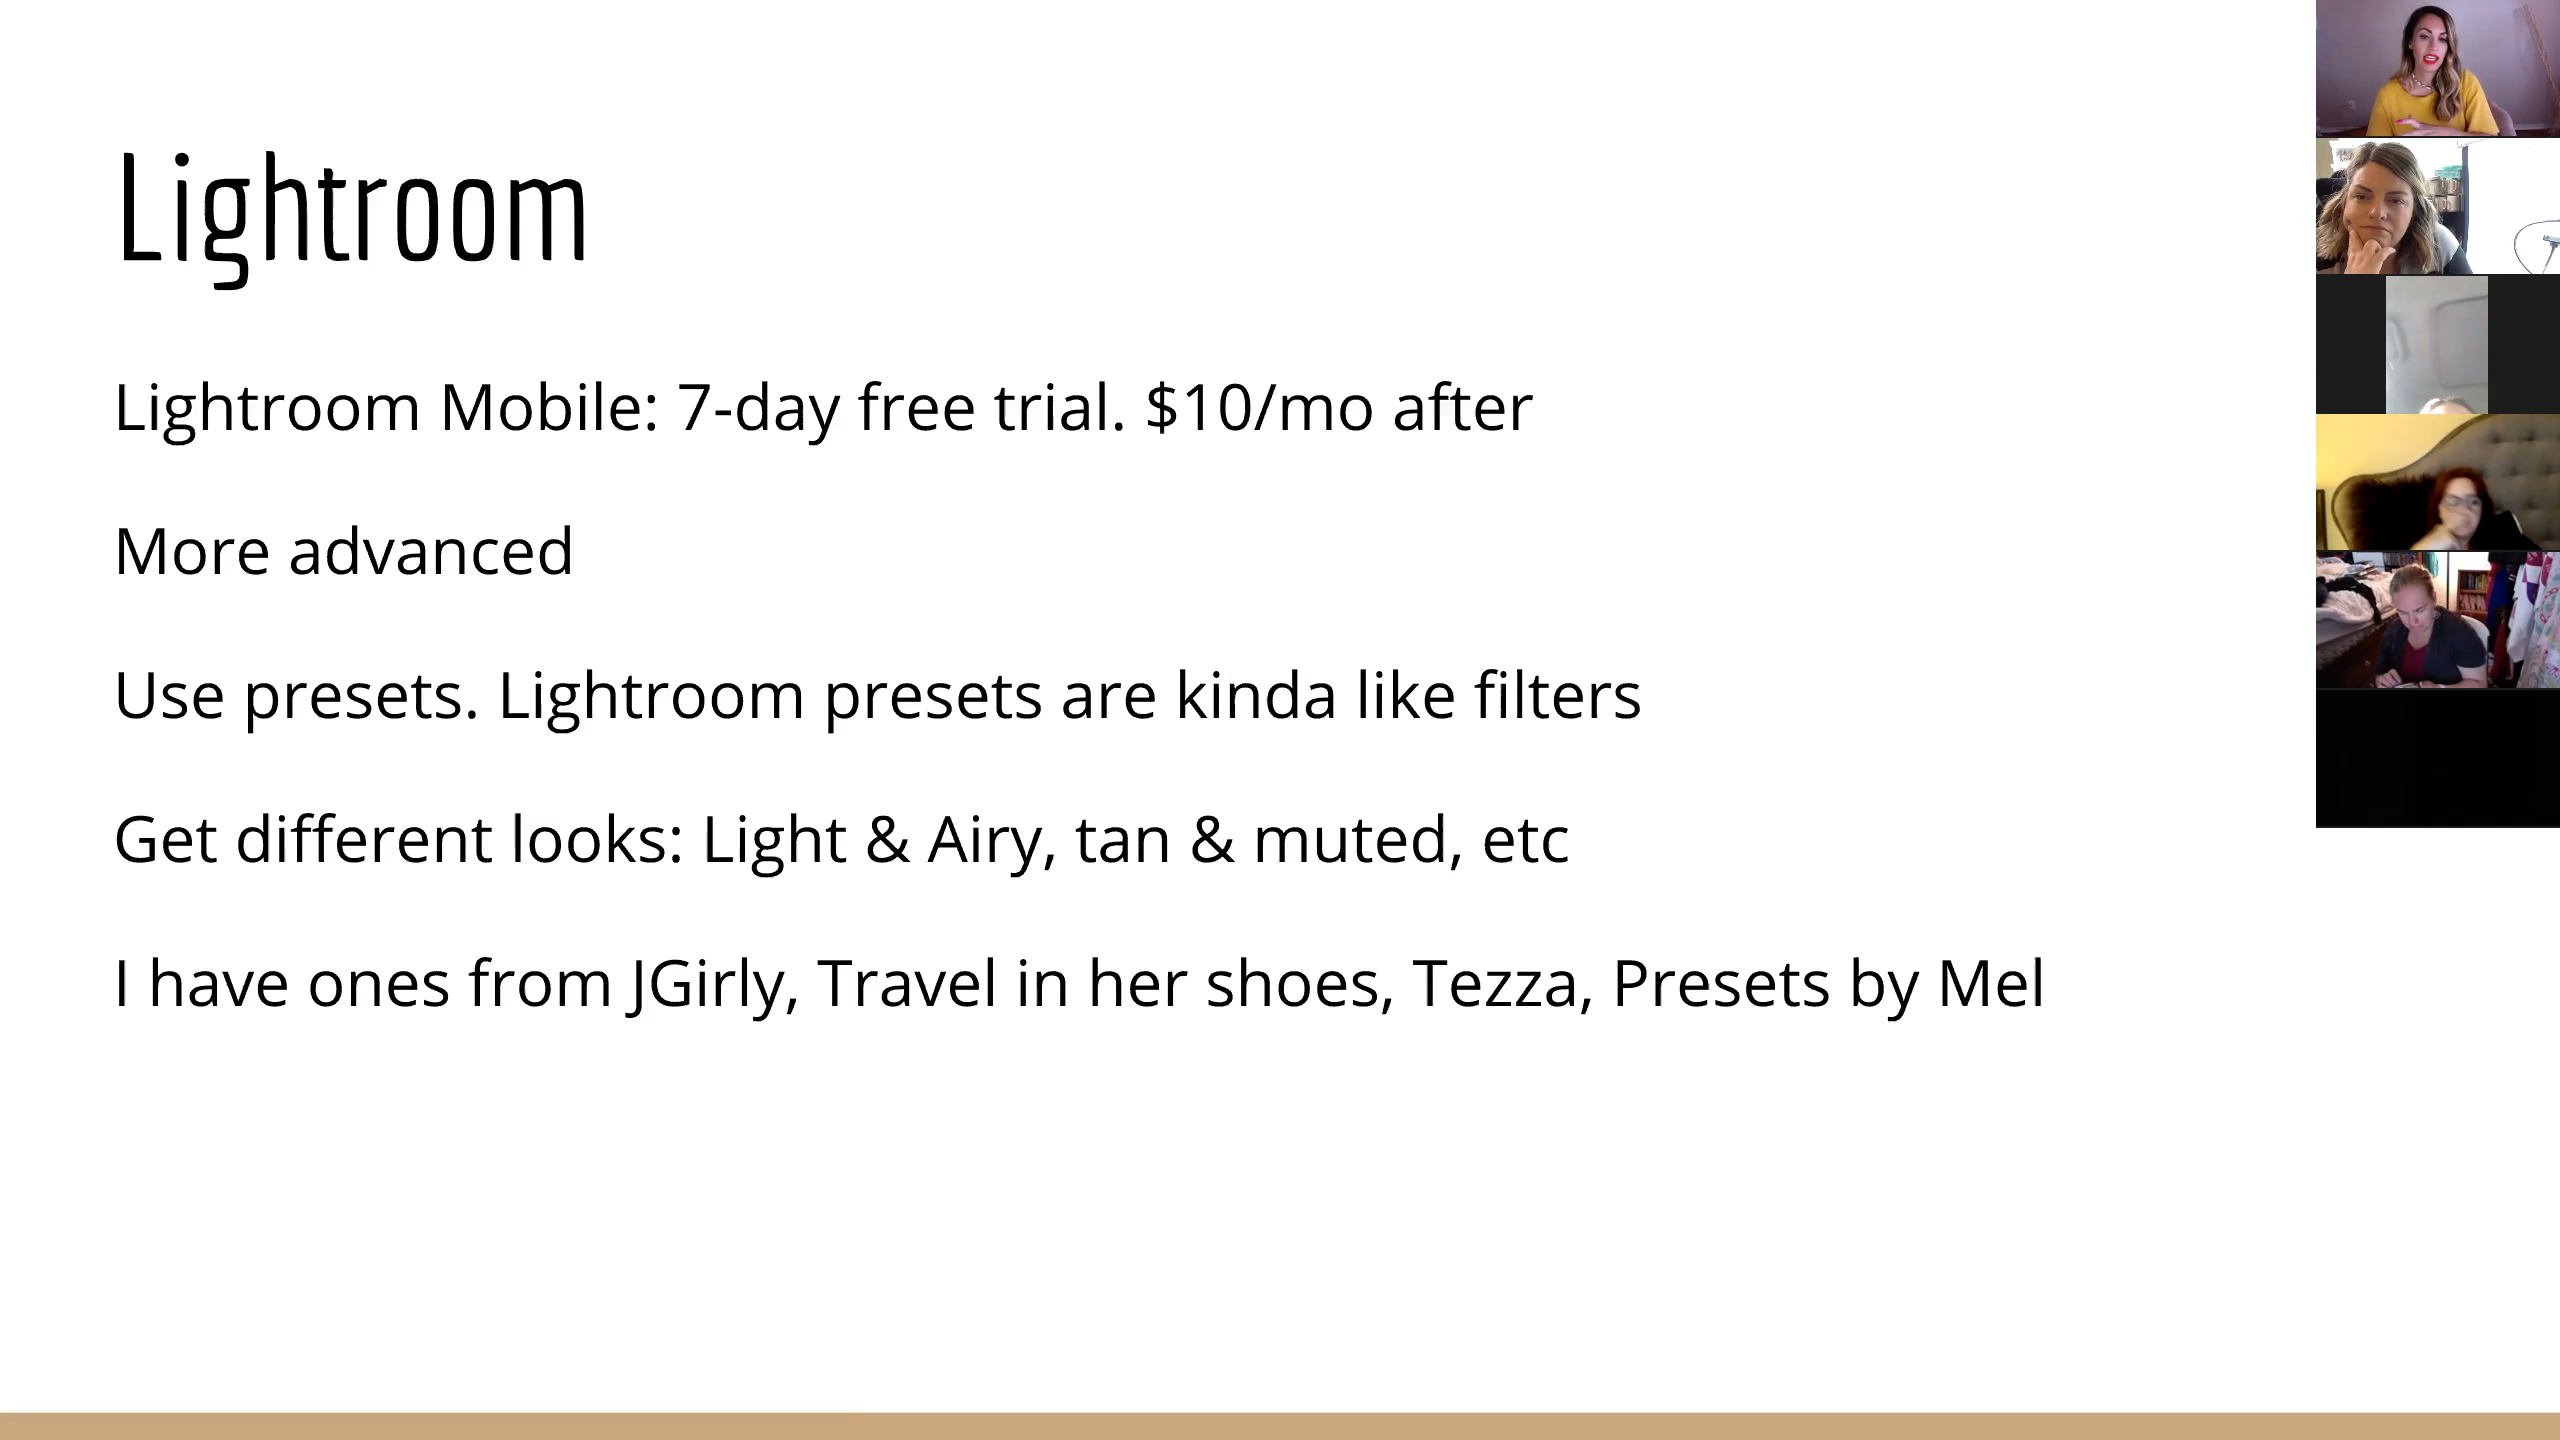 Lightroom
Lightroom Mobile: 7-day free trial. $10/mo after
More advanced
Use presets. Lightroom presets are kinda like filters
Get different looks: Light & Airy, tan & muted, etc
I have ones from JGirly, Travel in her shoes, Tezza, Presets by Mel